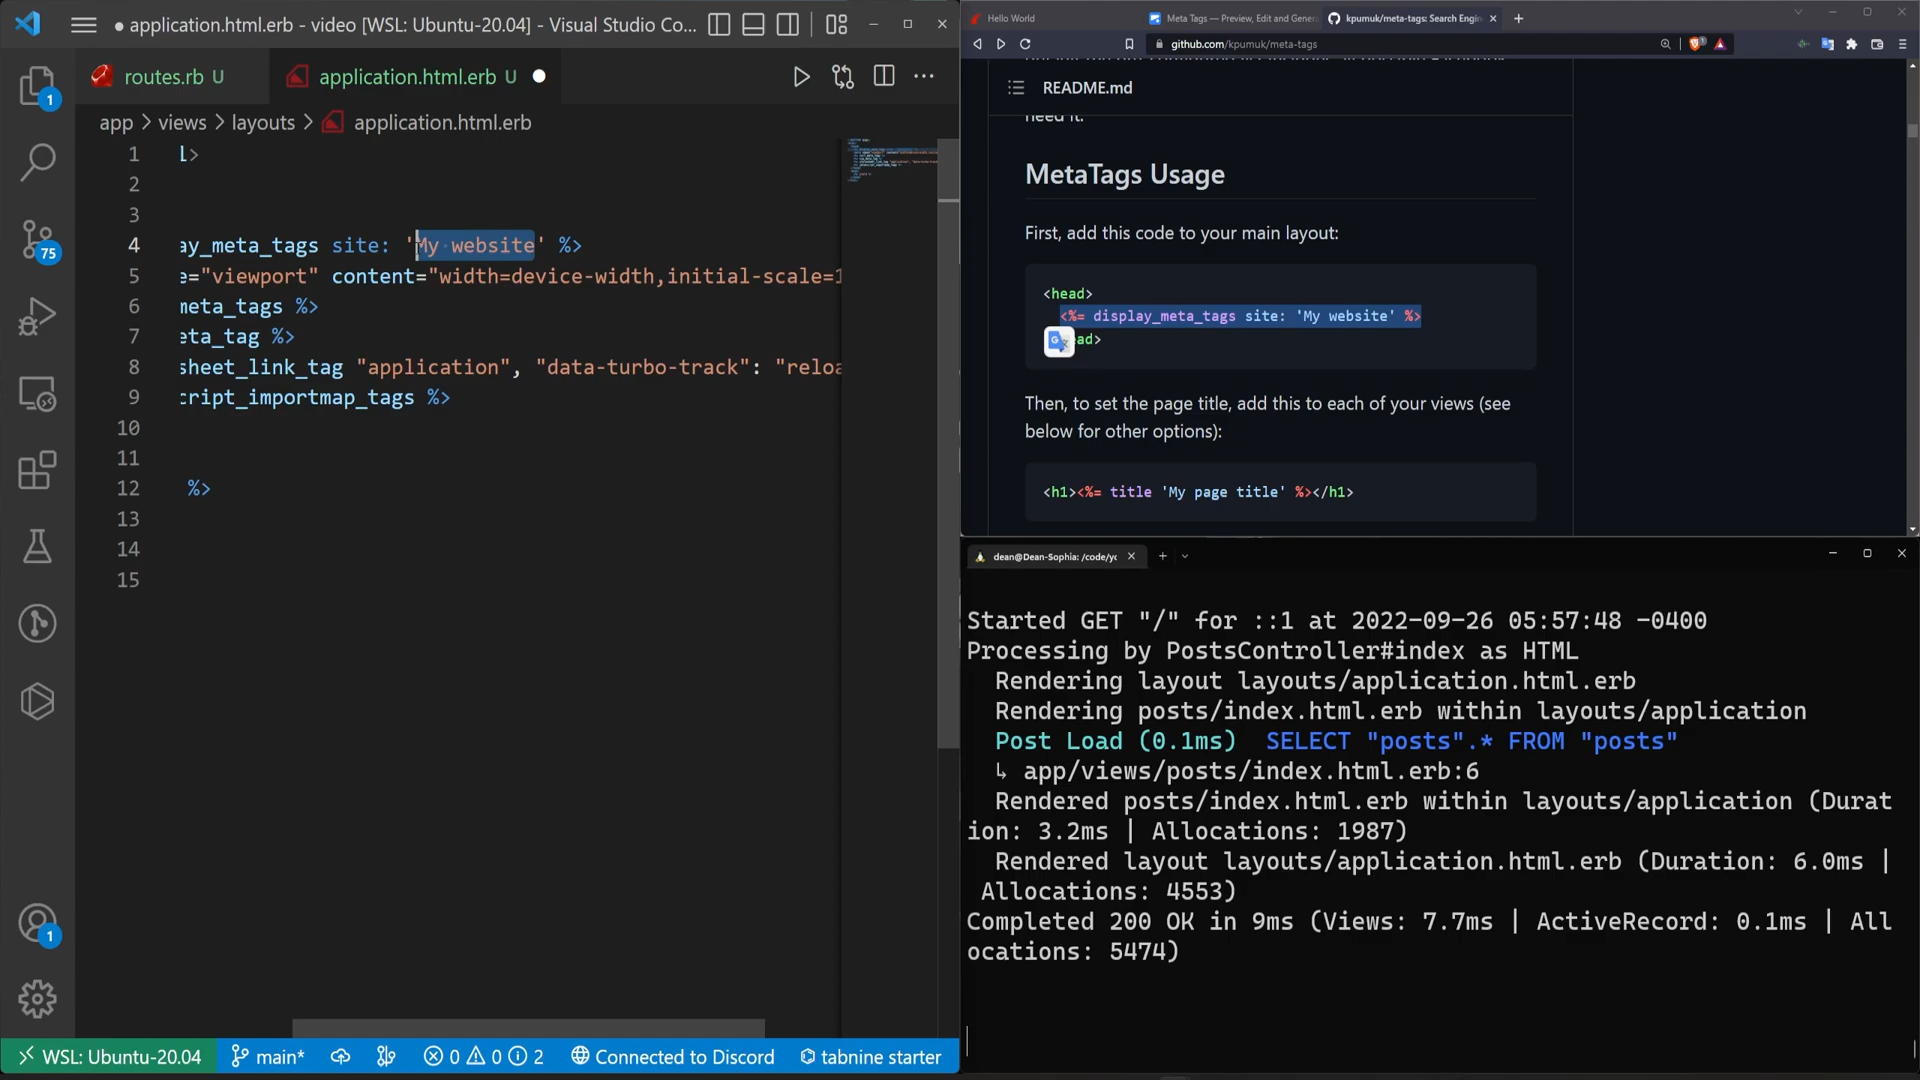 application.html.erb - video [WSL: Ubuntu-20.04] - Visual Studio Co...
routes.rb U
application.html.erb U
app > views > layouts > application.html.erb
1 l>
2
3
4 ay_meta_tags site: 'My·website' %>
5 e="viewport" content="width=device-width,initial-scale=1
6 meta_tags %>
7 eta_tag %>
8 sheet_link_tag "application", "data-turbo-track": "reloa
9 cript_importmap_tags %>
10
11
12 %>
13
14
15
1
75
1
WSL: Ubuntu-20.04
main*
0 0 2
Connected to Discord
tabnine starter
Hello World
Meta Tags — Preview, Edit and Gener
kpumuk/meta-tags: Search Engin
github.com/kpumuk/meta-tags
README.md
need it.
MetaTags Usage
First, add this code to your main layout:
<head>
<%= display_meta_tags site: 'My website' %>
ead>
Then, to set the page title, add this to each of your views (see
below for other options):
<h1><%= title 'My page title' %></h1>
dean@Dean-Sophia: /code/yc
Started GET "/" for ::1 at 2022-09-26 05:57:48 -0400
Processing by PostsController#index as HTML
Rendering layout layouts/application.html.erb
Rendering posts/index.html.erb within layouts/application
Post Load (0.1ms) SELECT "posts".* FROM "posts"
↳ app/views/posts/index.html.erb:6
Rendered posts/index.html.erb within layouts/application (Durat
ion: 3.2ms | Allocations: 1987)
Rendered layout layouts/application.html.erb (Duration: 6.0ms |
Allocations: 4553)
Completed 200 OK in 9ms (Views: 7.7ms | ActiveRecord: 0.1ms | All
ocations: 5474)